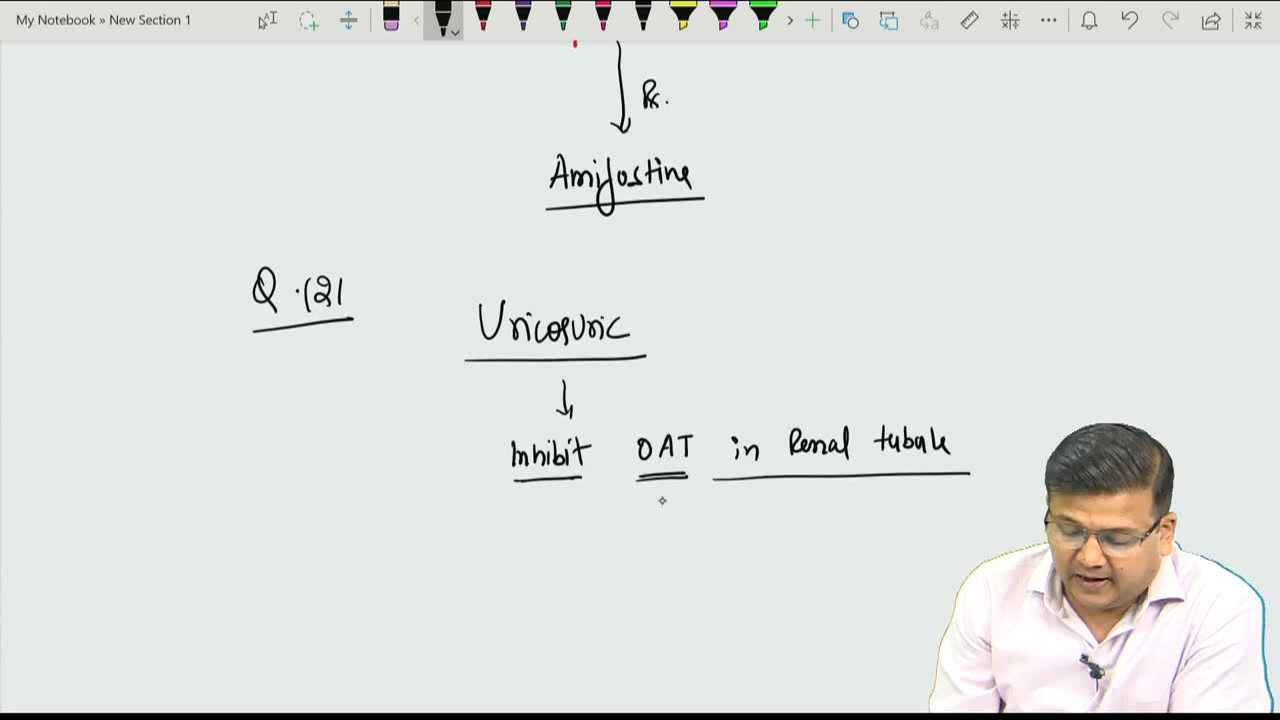 My Notebook » New Section 1
Rx.
Amifostine
Q.121
Uricosuric
Inhibit OAT in Renal tubule